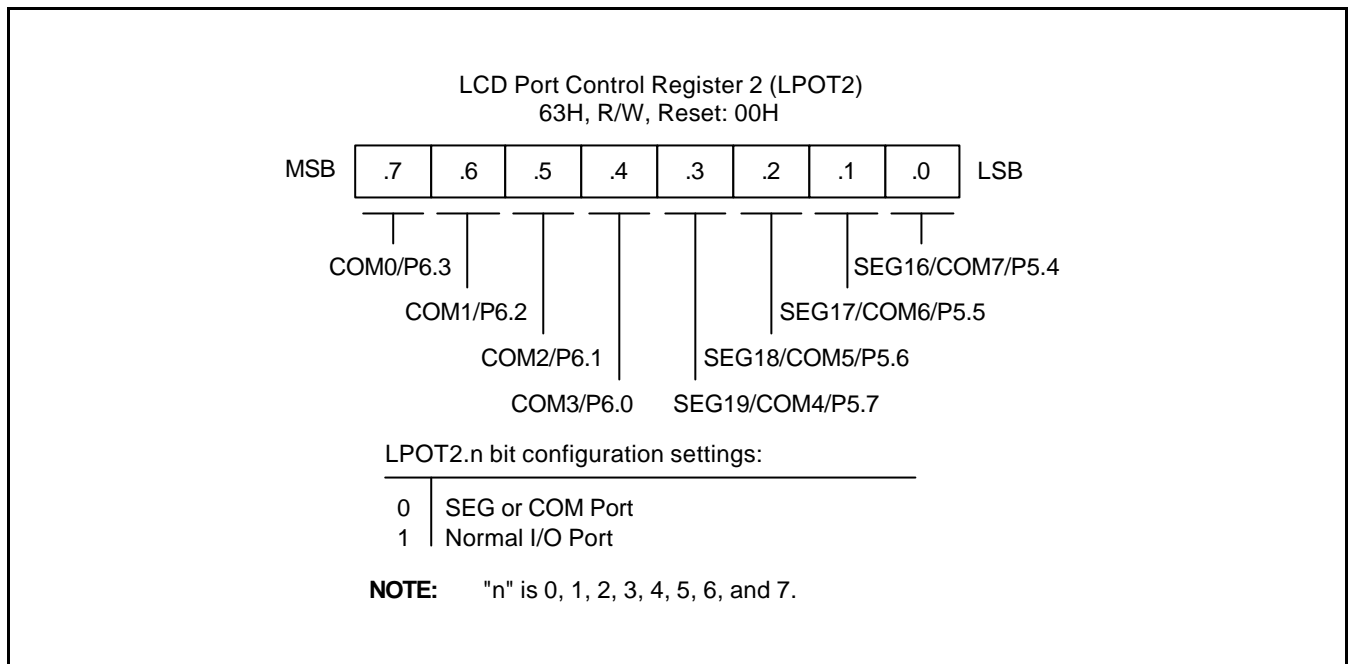 LCD Port Control Register 2 (LPOT2)
63H, R/W, Reset: 00H
MSB .7 .6 .5 .4 .3 .2 .1 .0 LSB
COM0/P6.3 SEG16/COM7/P5.4
COM1/P6.2 SEG17/COM6/P5.5
COM2/P6.1 SEG18/COM5/P5.6
COM3/P6.0 SEG19/COM4/P5.7
LPOT2.n bit configuration settings:
0 SEG or COM Port
1 Normal I/O Port
NOTE: "n" is 0, 1, 2, 3, 4, 5, 6, and 7.